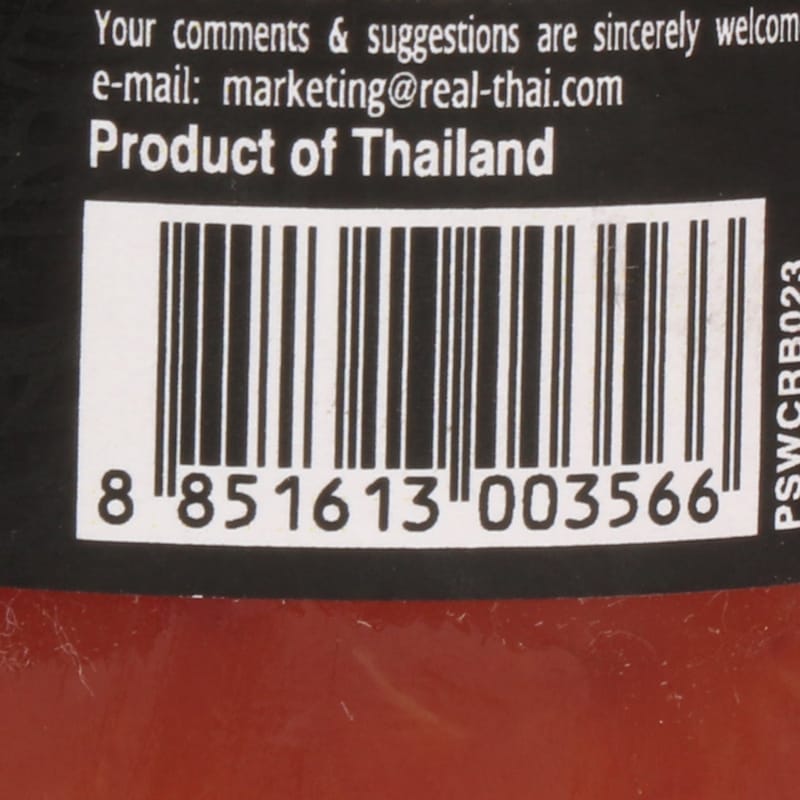 Your comments & suggestions are sincerely welcom
e-mail: marketing@real-thai.com
Product of Thailand
8 851613 003566
PSWCRB023